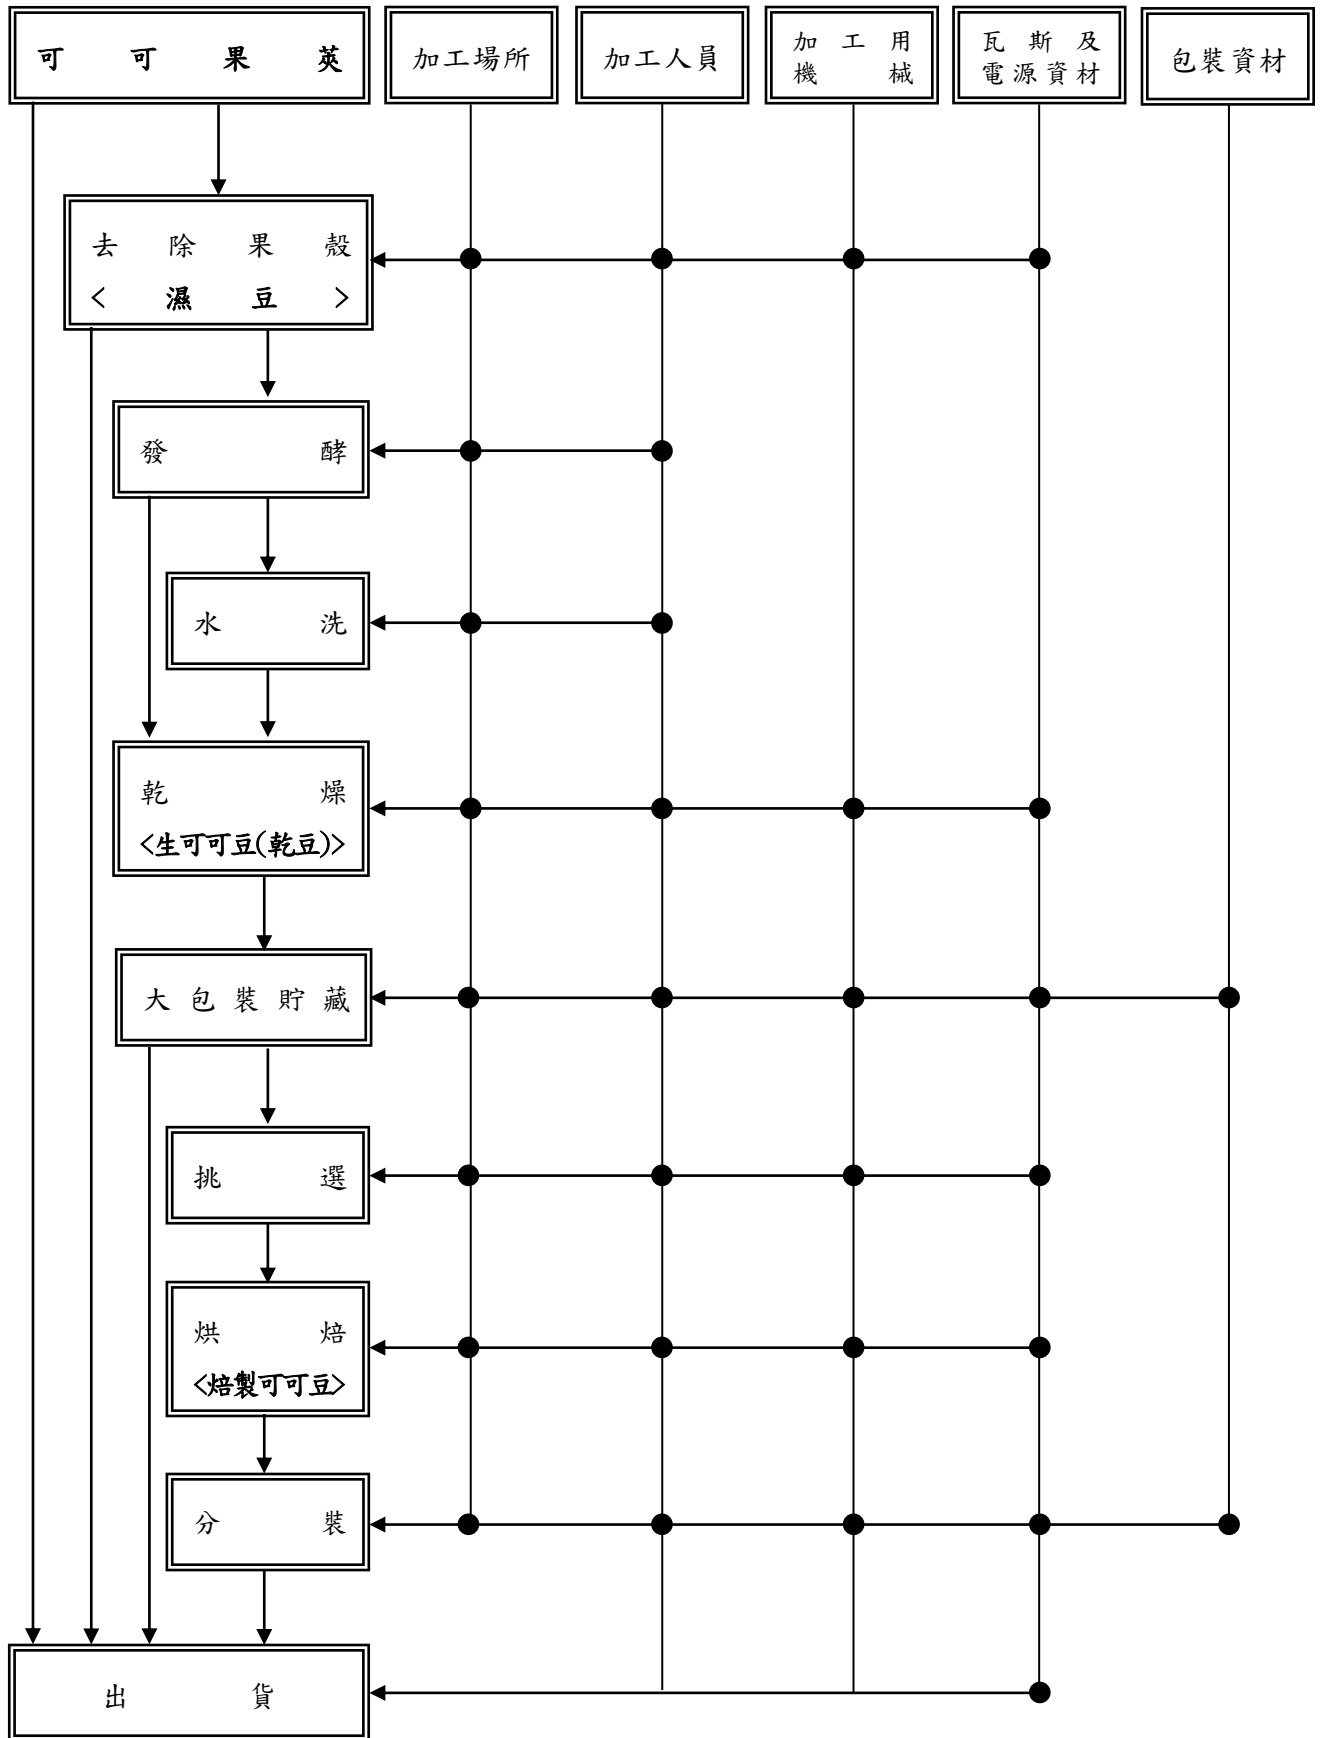 可可果莢
加工場所
加工人員
加工用
機械
瓦斯及
電源資材
包裝資材
去除果殼
<濕豆>
發酵
水洗
乾燥
<生可可豆(乾豆)>
大包裝貯藏
挑選
烘焙
<焙製可可豆>
分裝
出貨